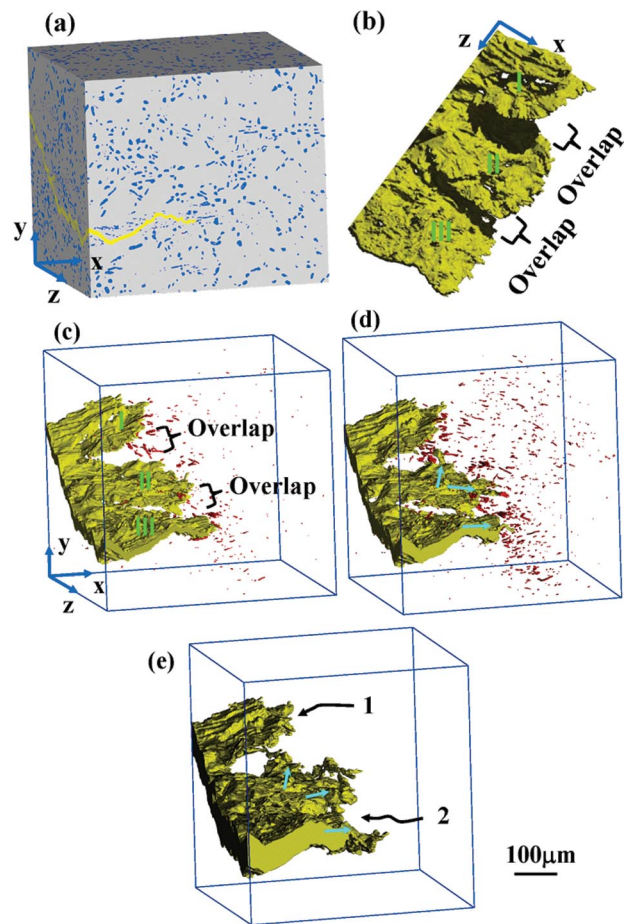 (a)
y
x
z
(b)
z
x
I
II
III
Overlap
Overlap
(c)
I
Overlap
II
Overlap
III
y
x
z
(d)
(e)
1
2
100μm